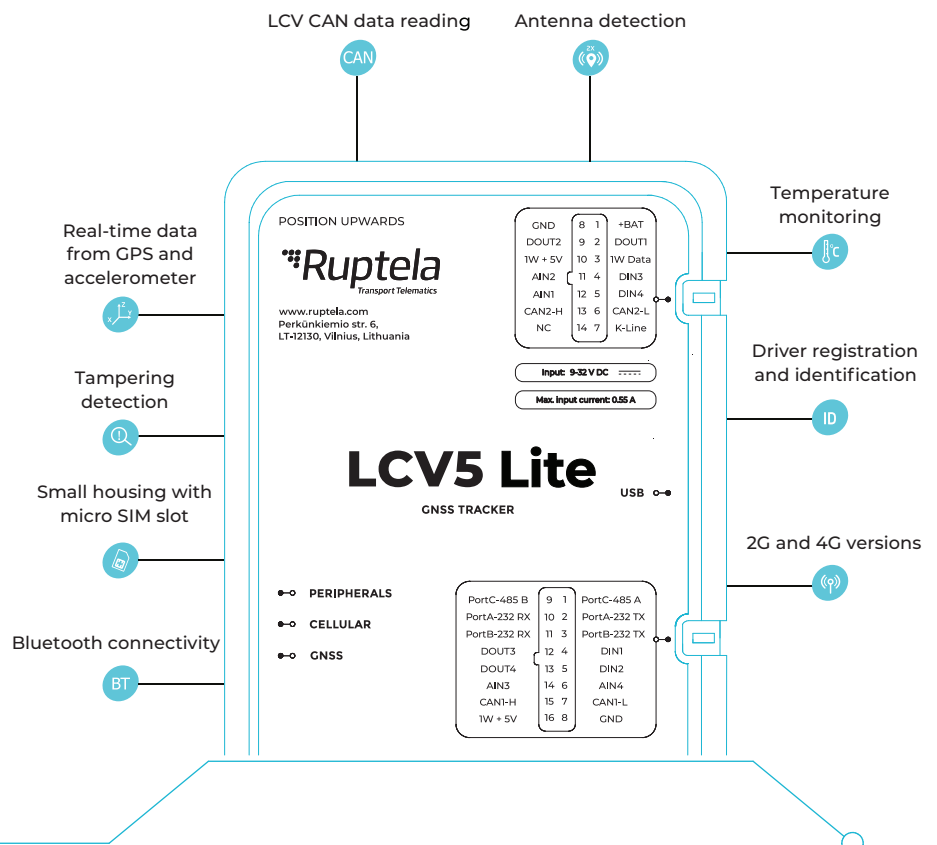 LCV CAN data reading
CAN
Antenna detection
2X
Temperature
monitoring
°C
Real-time data
from GPS and
accelerometer
Z
X
Y
Driver registration
and identification
ID
Tampering
detection
Small housing with
micro SIM slot
2G and 4G versions
Bluetooth connectivity
BT
POSITION UPWARDS
Ruptela
Transport Telematics
www.ruptela.com
Perkūnkiemio str. 6,
LT-12130, Vilnius, Lithuania
GND 8 1 +BAT
DOUT2 9 2 DOUT1
1W + 5V 10 3 1W Data
AIN2 11 4 DIN3
AIN1 12 5 DIN4
CAN2-H 13 6 CAN2-L
NC 14 7 K-Line
Input: 9-32 V DC
Max. input current: 0.55 A
LCV5 Lite
GNSS TRACKER
USB
PERIPHERALS
CELLULAR
GNSS
PortC-485 B 9 1 PortC-485 A
PortA-232 RX 10 2 PortA-232 TX
PortB-232 RX 11 3 PortB-232 TX
DOUT3 12 4 DIN1
DOUT4 13 5 DIN2
AIN3 14 6 AIN4
CAN1-H 15 7 CAN1-L
1W + 5V 16 8 GND